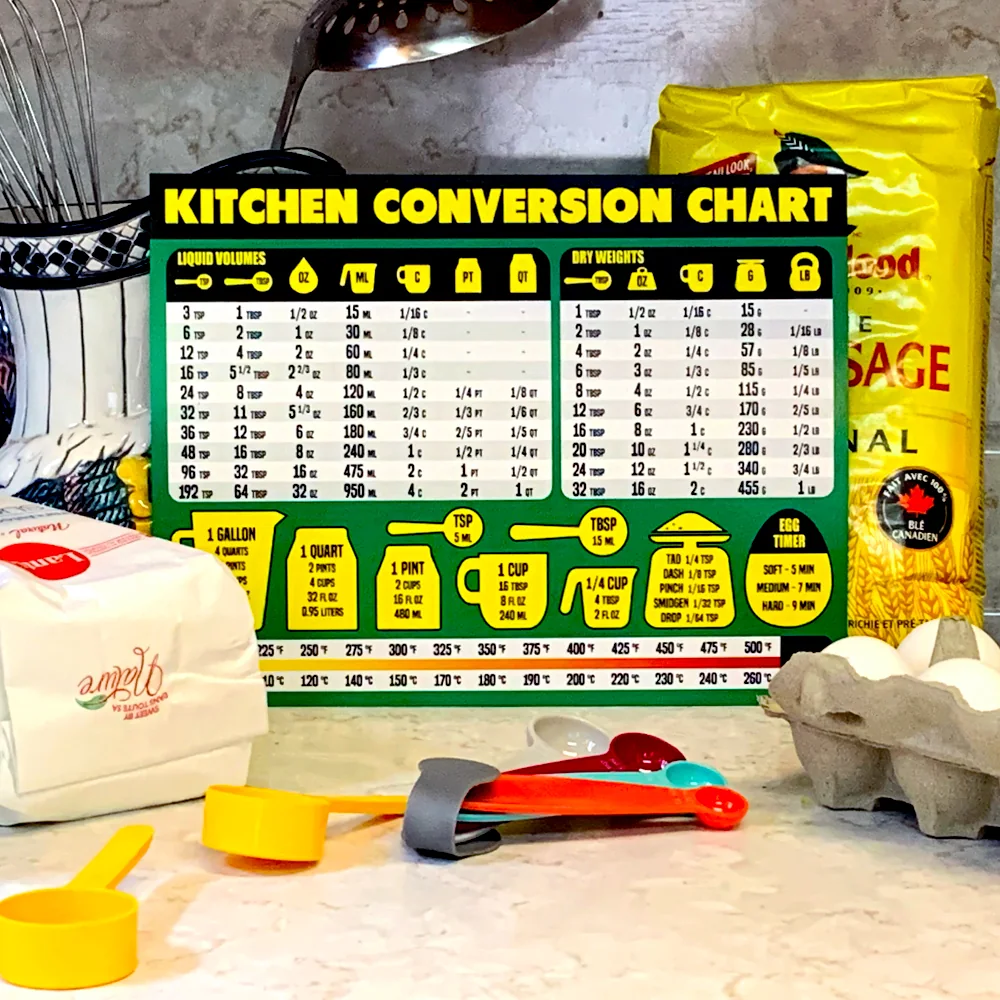 KITCHEN CONVERSION CHART
LIQUID VOLUMES
TSP TBSP OZ ML C PT QT
3 TSP 1 TBSP 1/2 OZ 15 ML 1/16 C - -
6 TSP 2 TBSP 1 OZ 30 ML 1/8 C - -
12 TSP 4 TBSP 2 OZ 60 ML 1/4 C - -
16 TSP 5 1/2 TBSP 2 2/3 OZ 80 ML 1/3 C - -
24 TSP 8 TBSP 4 OZ 120 ML 1/2 C 1/4 PT 1/8 QT
32 TSP 11 TBSP 5 1/3 OZ 160 ML 2/3 C 1/3 PT 1/6 QT
36 TSP 12 TBSP 6 OZ 180 ML 3/4 C 2/5 PT 1/5 QT
48 TSP 16 TBSP 8 OZ 240 ML 1 C 1/2 PT 1/4 QT
96 TSP 32 TBSP 16 OZ 475 ML 2 C 1 PT 1/2 QT
192 TSP 64 TBSP 32 OZ 950 ML 4 C 2 PT 1 QT
DRY WEIGHTS
TBSP OZ C G LB
1 TBSP 1/2 OZ 1/16 C 15 G -
2 TBSP 1 OZ 1/8 C 28 G 1/16 LB
4 TBSP 2 OZ 1/4 C 57 G 1/8 LB
6 TBSP 3 OZ 1/3 C 85 G 1/5 LB
8 TBSP 4 OZ 1/2 C 115 G 1/4 LB
12 TBSP 6 OZ 3/4 C 170 G 2/5 LB
16 TBSP 8 OZ 1 C 230 G 1/2 LB
20 TBSP 10 OZ 1 1/4 C 280 G 2/3 LB
24 TBSP 12 OZ 1 1/2 C 340 G 3/4 LB
32 TBSP 16 OZ 2 C 455 G 1 LB
1 GALLON
4 QUARTS
1 QUART
2 PINTS
4 CUPS
32 FL OZ
0.95 LITERS
1 PINT
2 CUPS
16 FL OZ
480 ML
TSP
5 ML
1 CUP
16 TBSP
8 FL OZ
240 ML
TBSP
15 ML
1/4 CUP
4 TBSP
2 FL OZ
TAD 1/4 TSP
DASH 1/8 TSP
PINCH 1/16 TSP
SMIDGEN 1/32 TSP
DROP 1/64 TSP
EGG
TIMER
SOFT - 5 MIN
MEDIUM - 7 MIN
HARD - 9 MIN
225 °F 250 °F 275 °F 300 °F 325 °F 350 °F 375 °F 400 °F 425 °F 450 °F 475 °F 500 °F
10 °C 120 °C 140 °C 150 °C 170 °C 180 °C 190 °C 200 °C 220 °C 230 °C 240 °C 260 °C
LOOK
ood
SAGE
NAL
FAIT AVEC 100%
BLÉ
CANADIEN
RICHIE ET PRÉ-T
Natural
Lan
SWEET BY
Nature
SANS TOUTE SA